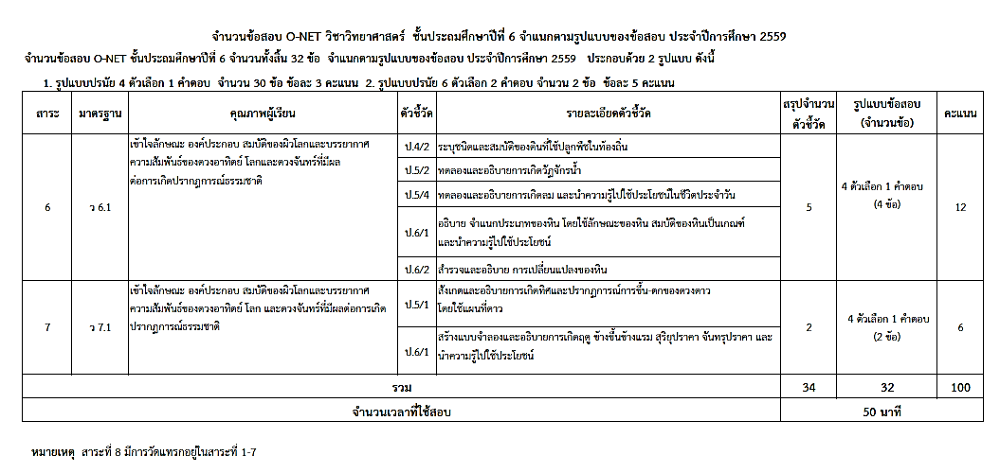 จำนวนข้อสอบ O-NET วิชาวิทยาศาสตร์ ชั้นประถมศึกษาปีที่ 6 จำแนกตามรูปแบบของข้อสอบ ประจำปีการศึกษา 2559
จำนวนข้อสอบ O-NET ชั้นประถมศึกษาปีที่ 6 จำนวนทั้งสิ้น 32 ข้อ จำแนกตามรูปแบบของข้อสอบ ประจำปีการศึกษา 2559 ประกอบด้วย 2 รูปแบบ ดังนี้
1. รูปแบบปรนัย 4 ตัวเลือก 1 คำตอบ จำนวน 30 ข้อ ข้อละ 3 คะแนน 2. รูปแบบปรนัย 6 ตัวเลือก 2 คำตอบ จำนวน 2 ข้อ ข้อละ 5 คะแนน
สาระ มาตรฐาน คุณภาพผู้เรียน ตัวชี้วัด รายละเอียดตัวชี้วัด สรุปจำนวน รูปแบบข้อสอบ คะแนน
ตัวชี้วัด (จำนวนข้อ)
6 ว 6.1
เข้าใจลักษณะ องค์ประกอบ สมบัติของผิวโลกและบรรยากาศ
ความสัมพันธ์ของดวงอาทิตย์ โลกและดวงจันทร์ที่มีผล
ต่อการเกิดปรากฏการณ์ธรรมชาติ
ป.4/2 ระบุชนิดและสมบัติของดินที่ใช้ปลูกพืชในท้องถิ่น
ป.5/2 ทดลองและอธิบายการเกิดวัฏจักรน้ำ
ป.5/4 ทดลองและอธิบายการเกิดลม และนำความรู้ไปใช้ประโยชน์ในชีวิตประจำวัน
ป.6/1 อธิบาย จำแนกประเภทของหิน โดยใช้ลักษณะของหิน สมบัติของหินเป็นเกณฑ์
และนำความรู้ไปใช้ประโยชน์
ป.6/2 สำรวจและอธิบาย การเปลี่ยนแปลงของหิน
5 4 ตัวเลือก 1 คำตอบ 12
(4 ข้อ)
7 ว 7.1
เข้าใจลักษณะ องค์ประกอบ สมบัติของผิวโลกและบรรยากาศ
ความสัมพันธ์ของดวงอาทิตย์ โลก และดวงจันทร์ที่มีผลต่อการเกิด
ปรากฏการณ์ธรรมชาติ
ป.5/1 สังเกตและอธิบายการเกิดทิศและปรากฏการณ์การขึ้น-ตกของดวงดาว
โดยใช้แผนที่ดาว
ป.6/1 สร้างแบบจำลองและอธิบายการเกิดฤดู ข้างขึ้นข้างแรม สุริยุปราคา จันทรุปราคา และ
นำความรู้ไปใช้ประโยชน์
2 4 ตัวเลือก 1 คำตอบ 6
(2 ข้อ)
รวม 34 32 100
จำนวนเวลาที่ใช้สอบ 50 นาที
หมายเหตุ สาระที่ 8 มีการวัดแทรกอยู่ในสาระที่ 1-7